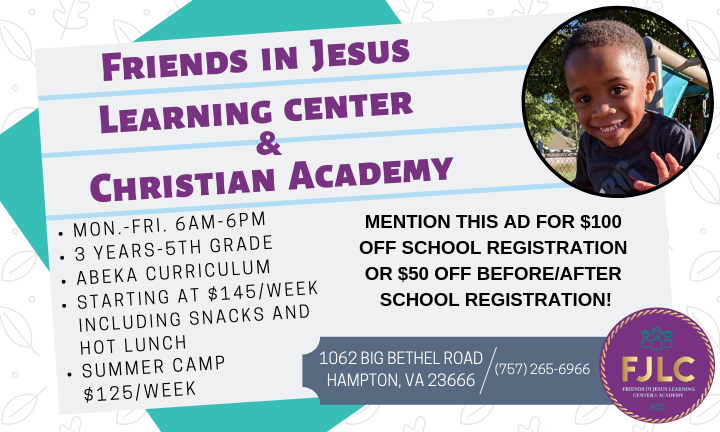 Friends in Jesus
Learning center
&
Christian Academy
• MON.-FRI. 6AM-6PM
• 3 YEARS-5TH GRADE
• ABEKA CURRICULUM
• STARTING AT $145/WEEK
INCLUDING SNACKS AND
HOT LUNCH
• SUMMER CAMP
$125/WEEK
MENTION THIS AD FOR $100
OFF SCHOOL REGISTRATION
OR $50 OFF BEFORE/AFTER
SCHOOL REGISTRATION!
1062 BIG BETHEL ROAD
HAMPTON, VA 23666
(757) 265-6966
FJLC
FRIENDS IN JESUS LEARNING
CENTER & ACADEMY